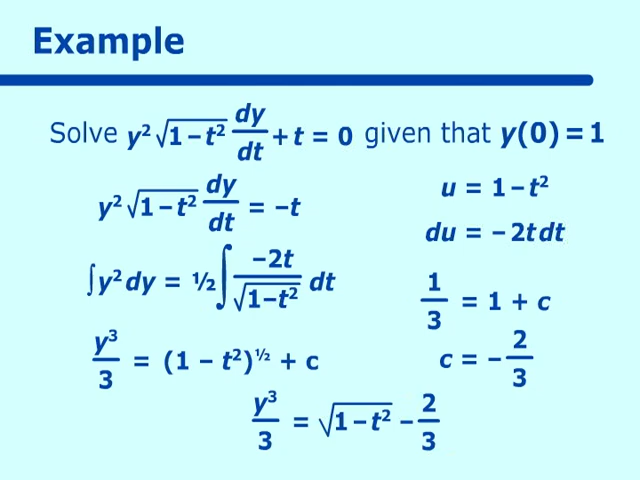 Example
Solve y²√1−t² dy/dt + t = 0 given that y(0) = 1
y²√1−t² dy/dt = −t
u = 1−t²
du = −2t dt
∫y² dy = ½∫ −2t/√1−t² dt
1/3 = 1 + c
y³/3 = (1 − t²)^½ + c
c = −2/3
y³/3 = √1−t² − 2/3